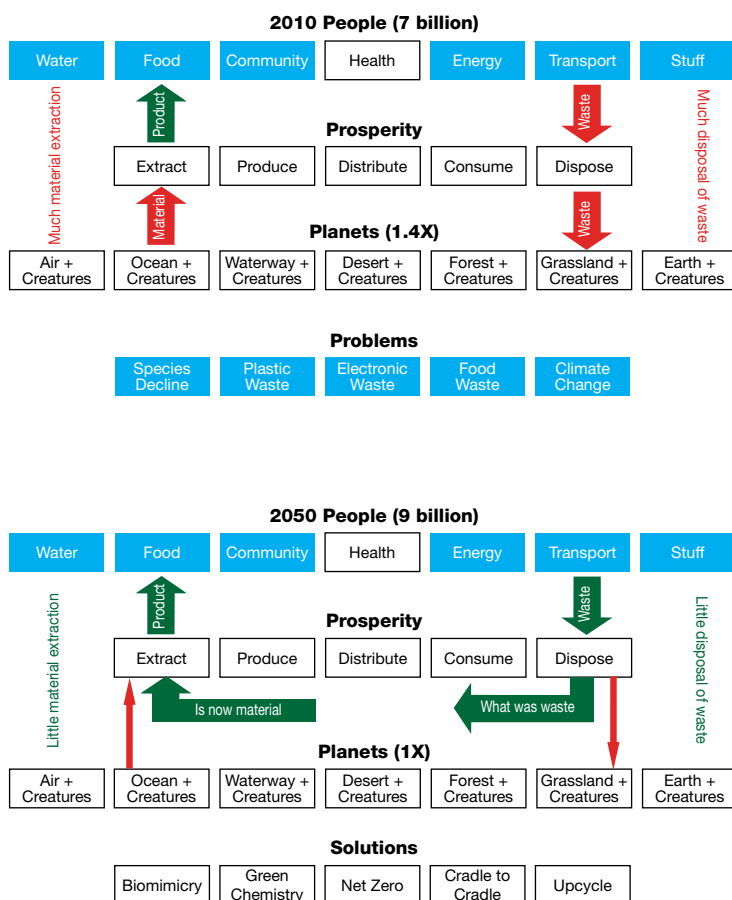 2010 People (7 billion)
Water
Food
Community
Health
Energy
Transport
Stuff
Much material extraction
Product
Waste
Much disposal of waste
Prosperity
Extract
Produce
Distribute
Consume
Dispose
Material
Waste
Planets (1.4X)
Air +
Creatures
Ocean +
Creatures
Waterway +
Creatures
Desert +
Creatures
Forest +
Creatures
Grassland +
Creatures
Earth +
Creatures
Problems
Species
Decline
Plastic
Waste
Electronic
Waste
Food
Waste
Climate
Change
2050 People (9 billion)
Water
Food
Community
Health
Energy
Transport
Stuff
Little material extraction
Product
Waste
Little disposal of waste
Prosperity
Extract
Produce
Distribute
Consume
Dispose
Is now material
What was waste
Planets (1X)
Air +
Creatures
Ocean +
Creatures
Waterway +
Creatures
Desert +
Creatures
Forest +
Creatures
Grassland +
Creatures
Earth +
Creatures
Solutions
Biomimicry
Green
Chemistry
Net Zero
Cradle to
Cradle
Upcycle